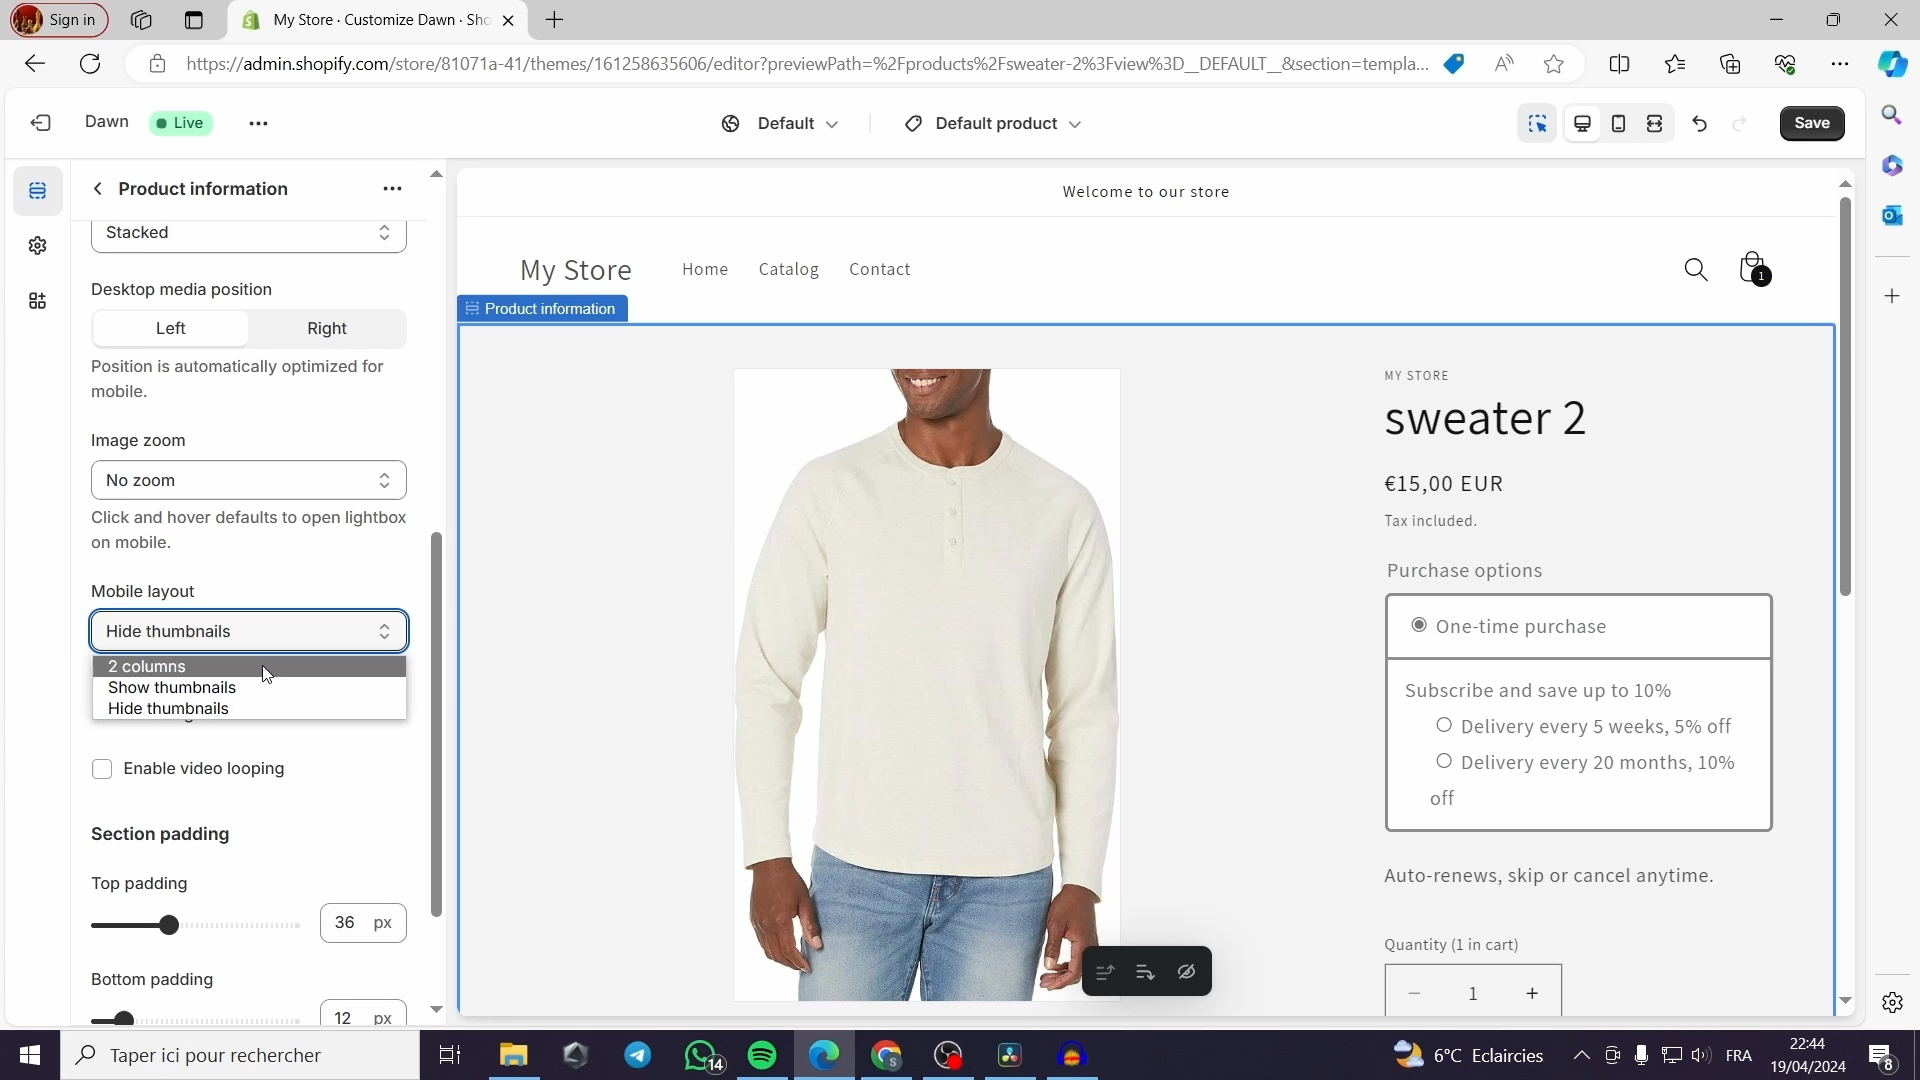 Sign in
My Store · Customize Dawn · Sho
https://admin.shopify.com/store/81071a-41/themes/161258635606/editor?previewPath=%2Fproducts%2Fsweater-2%3Fview%3D__DEFAULT__&section=templa...
Dawn
Live
Default
Default product
Save
Product information
Stacked
Desktop media position
Left
Right
Position is automatically optimized for
mobile.
Image zoom
No zoom
Click and hover defaults to open lightbox
on mobile.
Mobile layout
Hide thumbnails
2 columns
Show thumbnails
Hide thumbnails
Enable video looping
Section padding
Top padding
36 px
Bottom padding
12 px
Welcome to our store
My Store
Home
Catalog
Contact
1
Product information
MY STORE
sweater 2
€15,00 EUR
Tax included.
Purchase options
One-time purchase
Subscribe and save up to 10%
Delivery every 5 weeks, 5% off
Delivery every 20 months, 10%
off
Auto-renews, skip or cancel anytime.
Quantity (1 in cart)
1
Taper ici pour rechercher
14
6°C Eclaircies
FRA
22:44
19/04/2024
8